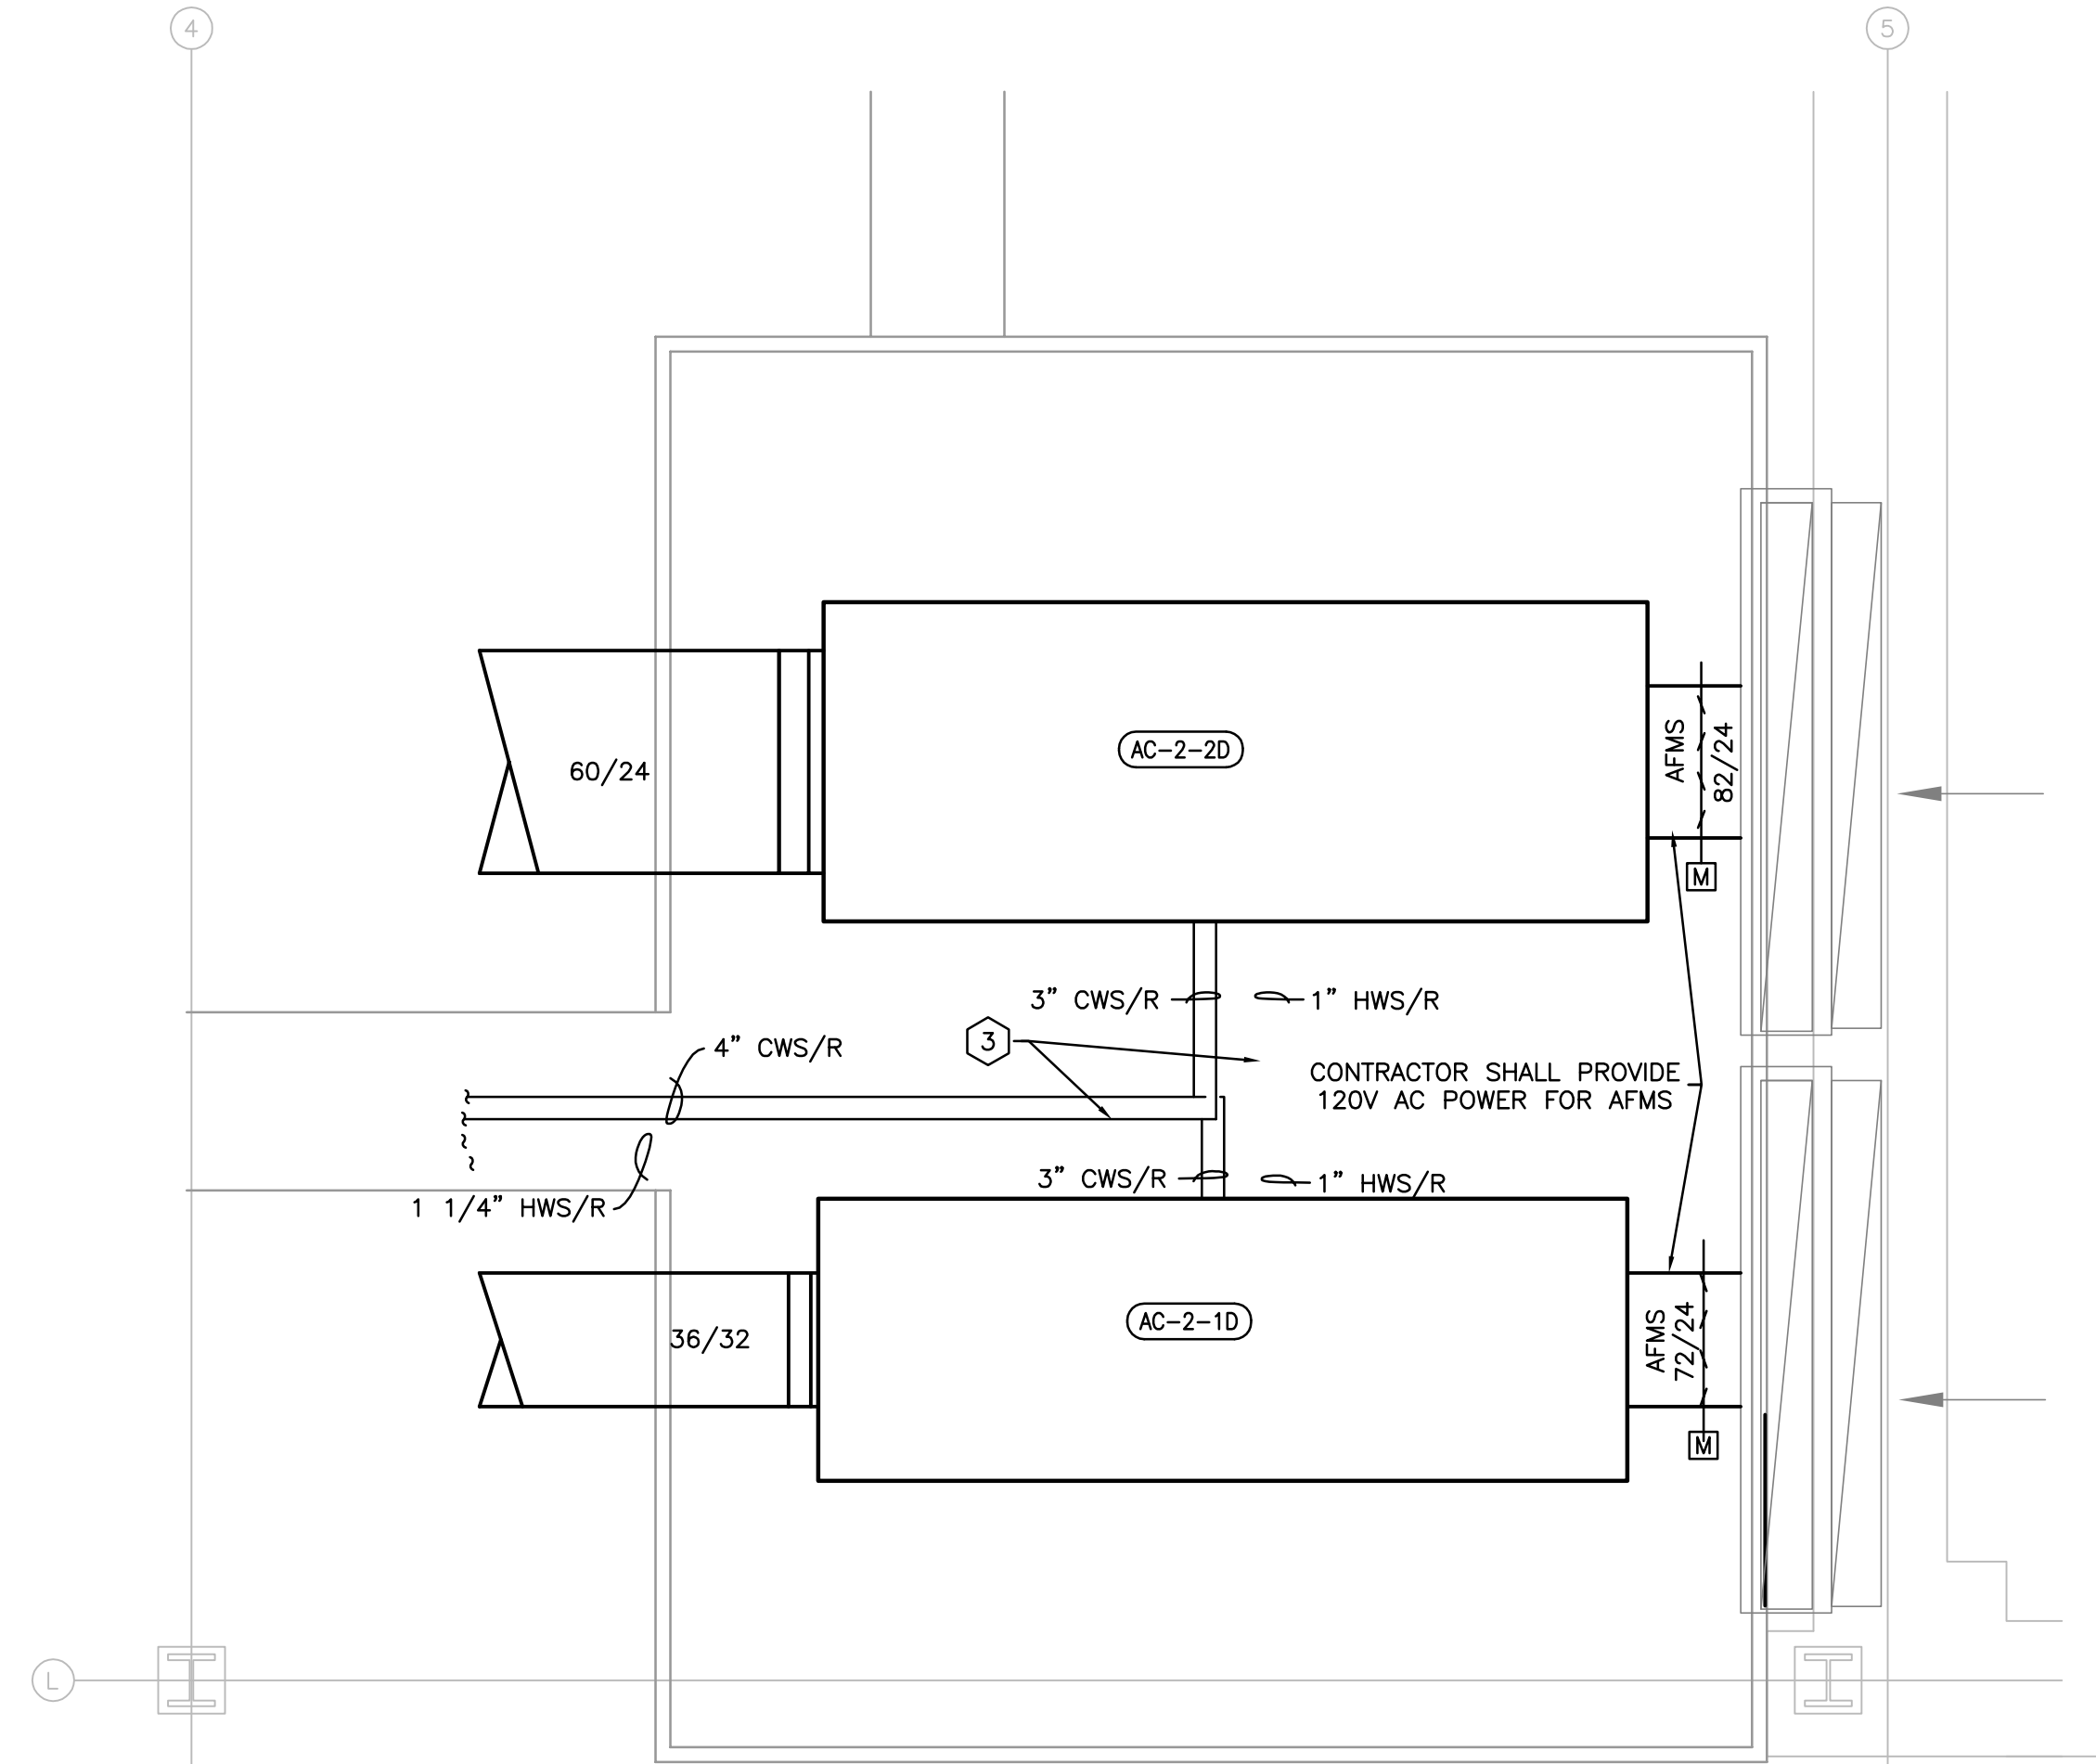 4
5
AC-2-2D
60/24
AFMS
82/24
M
3" CWS/R
1" HWS/R
3
4" CWS/R
CONTRACTOR SHALL PROVIDE
120V AC POWER FOR AFMS
3" CWS/R
1" HWS/R
1 1/4" HWS/R
AC-2-1D
36/32
AFMS
72/24
M
L